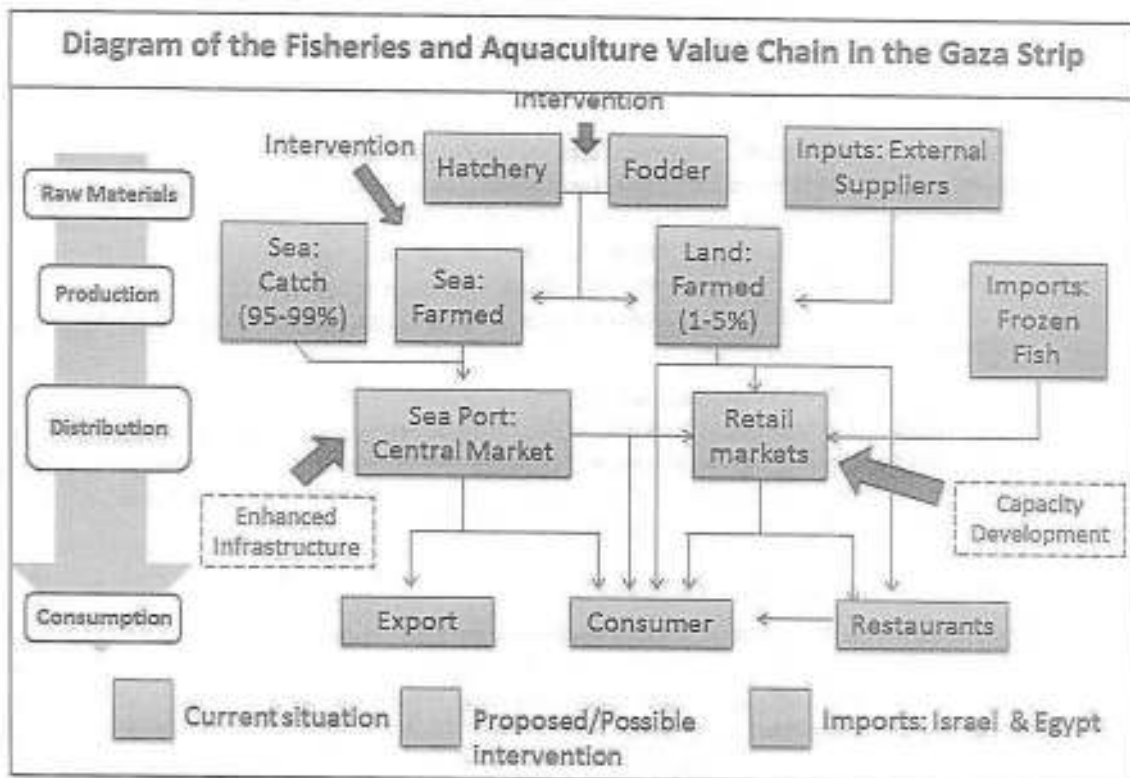 Diagram of the Fisheries and Aquaculture Value Chain in the Gaza Strip
Intervention
Intervention
Hatchery
Fodder
Inputs: External
Suppliers
Raw Materials
Sea:
Catch
(95-99%)
Sea:
Farmed
Land:
Farmed
(1-5%)
Imports:
Frozen
Fish
Production
Sea Port:
Central Market
Retail
markets
Distribution
Enhanced
Infrastructure
Capacity
Development
Consumption
Export
Consumer
Restaurants
Current situation
Proposed/Possible
intervention
Imports: Israel & Egypt